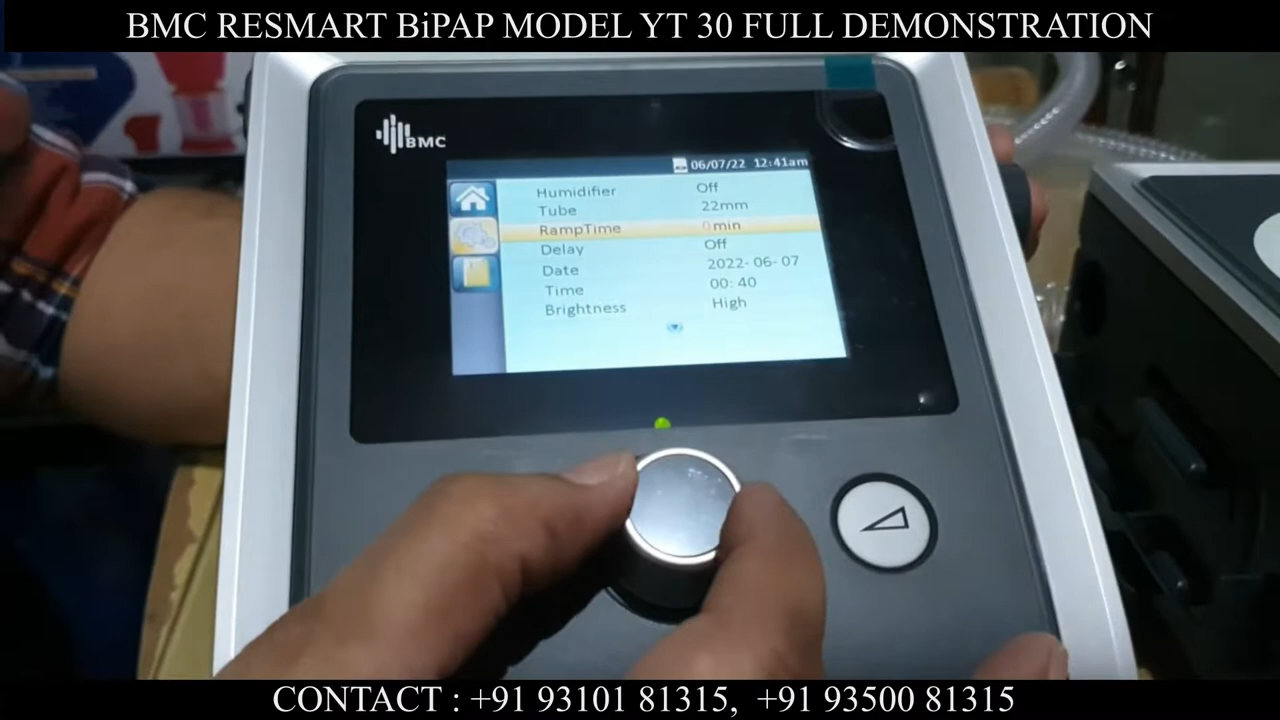 BMC RESMART BiPAP MODEL YT 30 FULL DEMONSTRATION
BMC
06/07/22 12:41am
Humidifier Off
Tube 22mm
RampTime 0min
Delay Off
Date 2022-06-07
Time 00:40
Brightness High
CONTACT : +91 93101 81315, +91 93500 81315